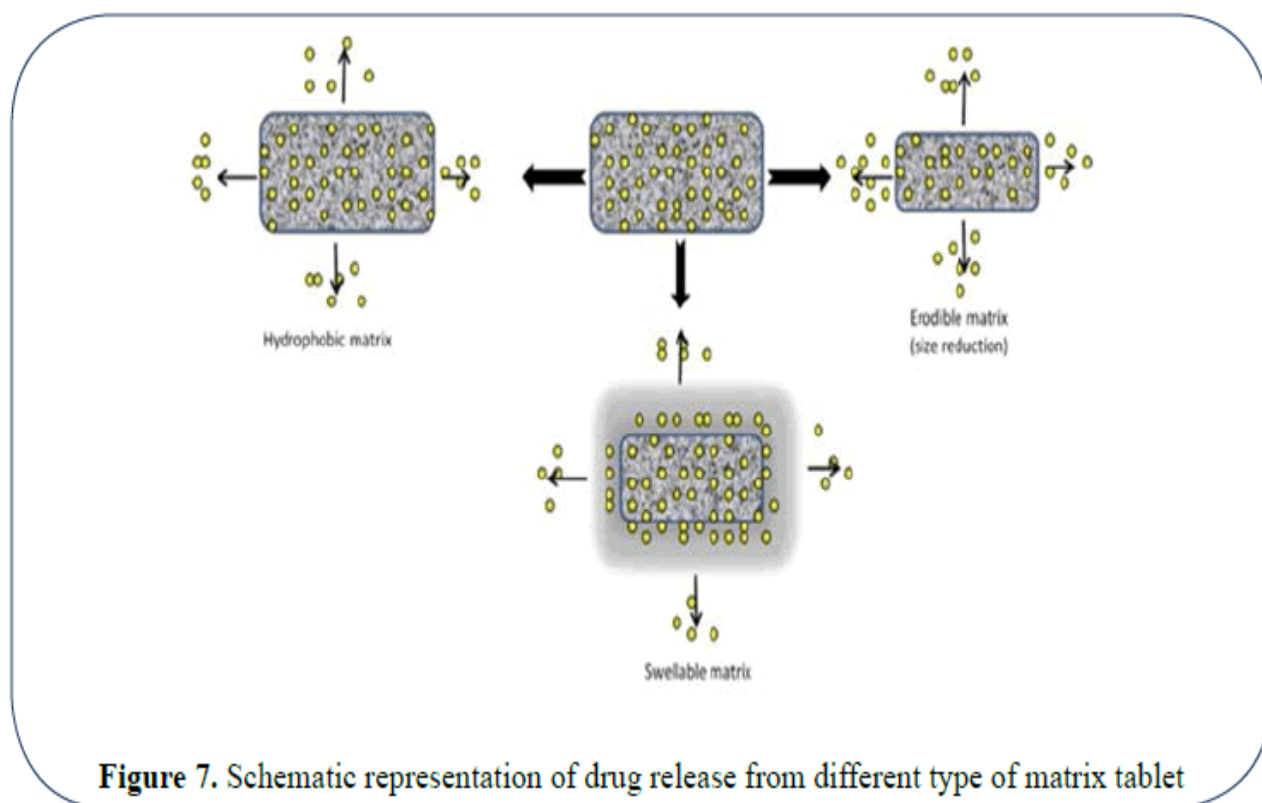 Hydrophobic matrix
Erodible matrix
(size reduction)
Swellable matrix
Figure 7. Schematic representation of drug release from different type of matrix tablet